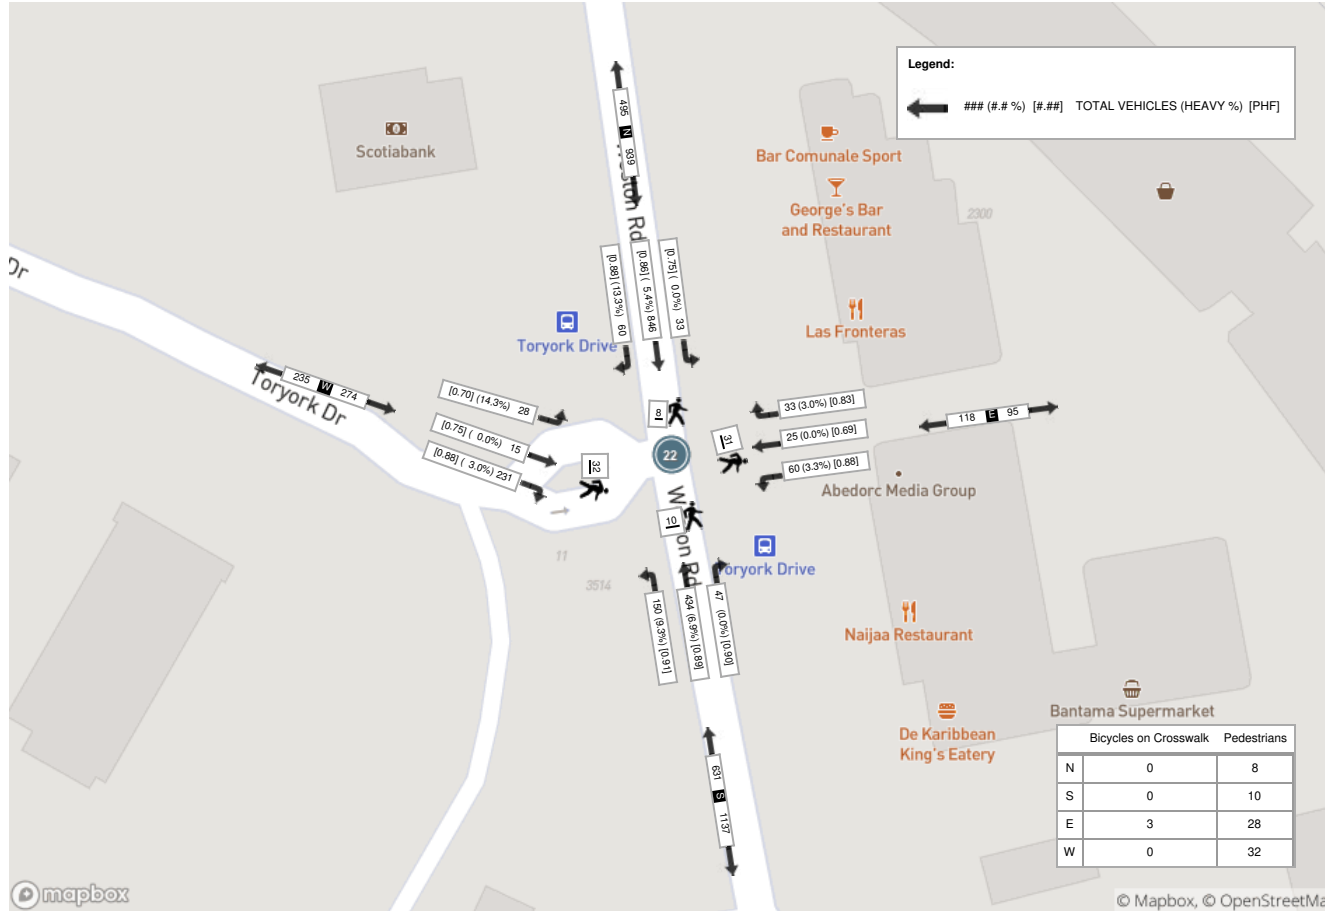 Legend:
### (#.# %) [#.##] TOTAL VEHICLES (HEAVY %) [PHF]
Scotiabank
Bar Comunale Sport
George's Bar
and Restaurant
2300
495 N 939
[0.88] (13.3%) 60
[0.86] ( 5.4%) 846
[0.75] ( 0.0%) 33
Las Fronteras
Toryork Drive
Dr
235 W 274
Toryork Dr
[0.70] (14.3%) 28
[0.75] ( 0.0%) 15
[0.88] ( 3.0%) 231
8
31
32
22
10
33 (3.0%) [0.83]
25 (0.0%) [0.69]
60 (3.3%) [0.88]
118 E 95
Abedorc Media Group
11
3514
Toryork Drive
150 (9.3%) [0.91]
434 (6.9%) [0.89]
47 (0.0%) [0.90]
Naijaa Restaurant
Bantama Supermarket
De Karibbean
King's Eatery
631 S 1137
Bicycles on Crosswalk Pedestrians
N 0 8
S 0 10
E 3 28
W 0 32
mapbox
© Mapbox, © OpenStreetMa